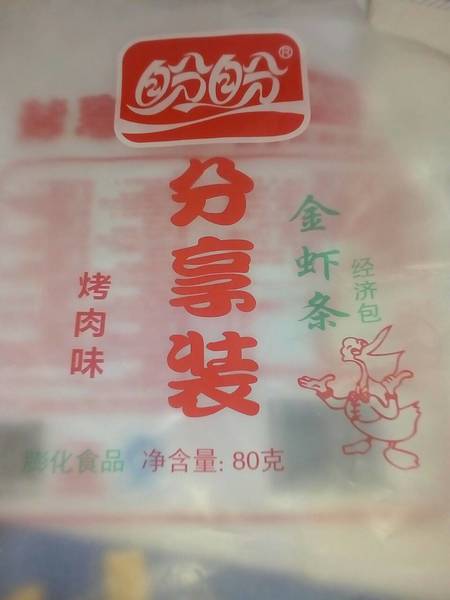 盼盼®
分享装
金虾条
经济包
烤肉味
膨化食品 净含量: 80克